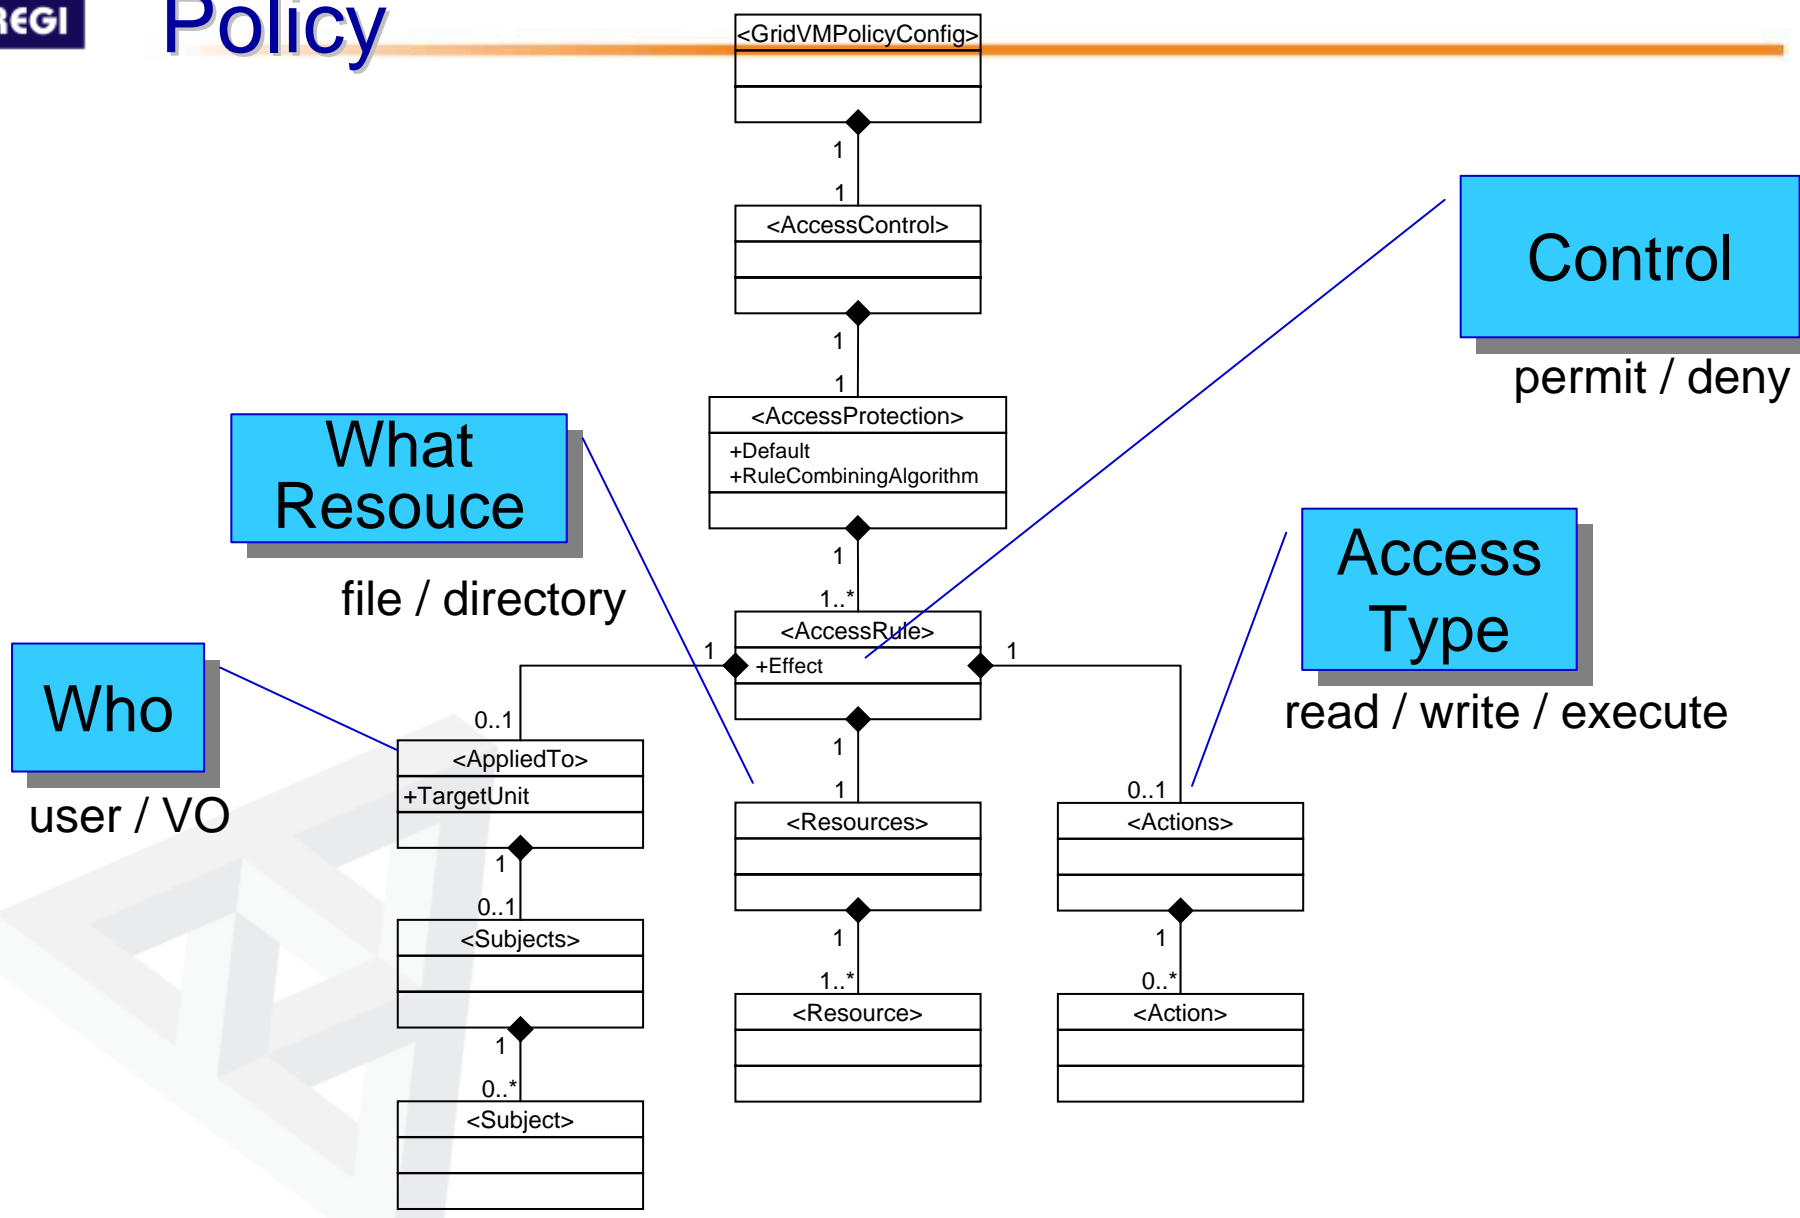 REGI
Policy
<GridVMPolicyConfig>
1
1
<AccessControl>
1
1
<AccessProtection>
+Default
+RuleCombiningAlgorithm
1
1..*
<AccessRule>
+Effect
1
1
0..1
<AppliedTo>
+TargetUnit
1
0..1
<Subjects>
1
0..*
<Subject>
1
1
<Resources>
1
1..*
<Resource>
0..1
<Actions>
1
0..*
<Action>
Control
permit / deny
What
Resouce
file / directory
Access
Type
read / write / execute
Who
user / VO